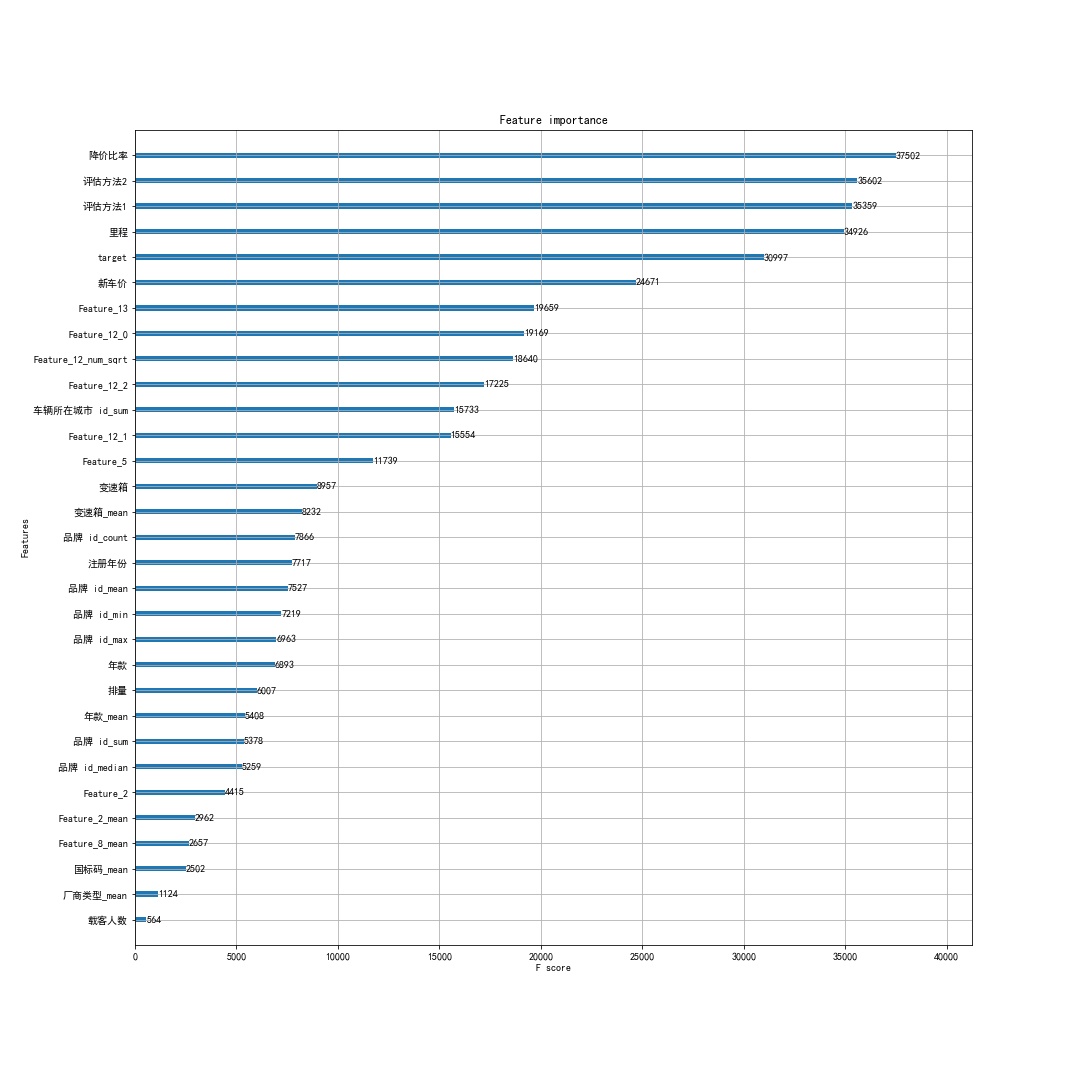 Feature importance
降价比率 37502
评估方法2 35602
评估方法1 35359
里程 34926
target 30997
新车价 24671
Feature_13 19659
Feature_12_0 19169
Feature_12_num_sqrt 18640
Feature_12_2 17225
车辆所在城市 id_sum 15733
Feature_12_1 15554
Feature_5 11739
变速箱 8957
变速箱_mean 8232
品牌 id_count 7866
注册年份 7717
品牌 id_mean 7527
品牌 id_min 7219
品牌 id_max 6963
年款 6893
排量 6007
年款_mean 5408
品牌 id_sum 5378
品牌 id_median 5259
Feature_2 4415
Feature_2_mean 2962
Feature_8_mean 2657
国标码_mean 2502
厂商类型_mean 1124
载客人数 564
Features
0 5000 10000 15000 20000 25000 30000 35000 40000
F score